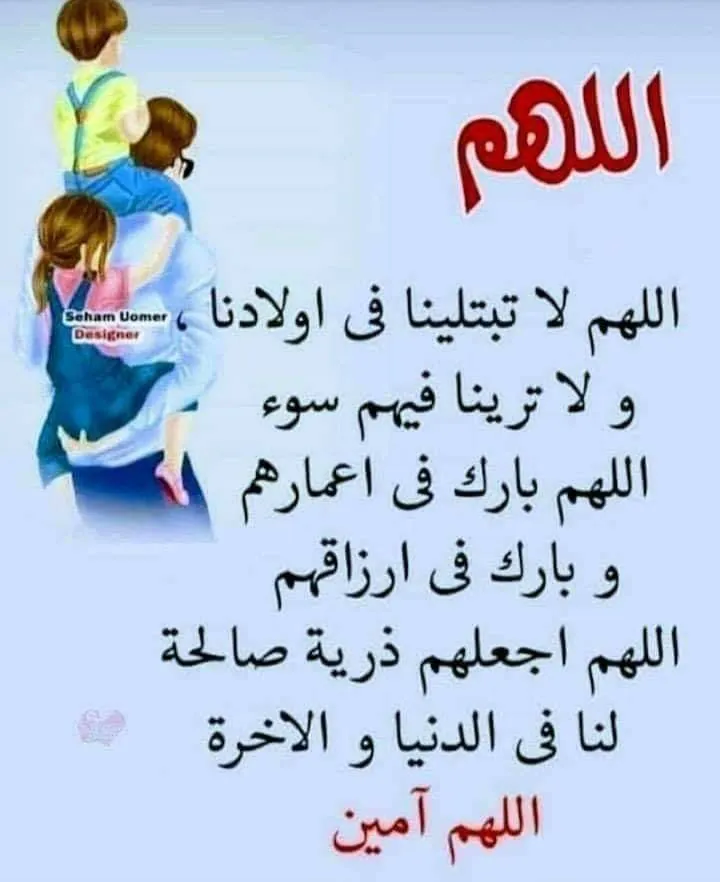 اللهم
اللهم لا تبتلينا فى اولادنا ،
و لا ترينا فيهم سوء
اللهم بارك فى اعمارهم
و بارك فى ارزاقهم
اللهم اجعلهم ذرية صالحة
لنا فى الدنيا و الاخرة
اللهم آمين
Seham Uomer
Designer